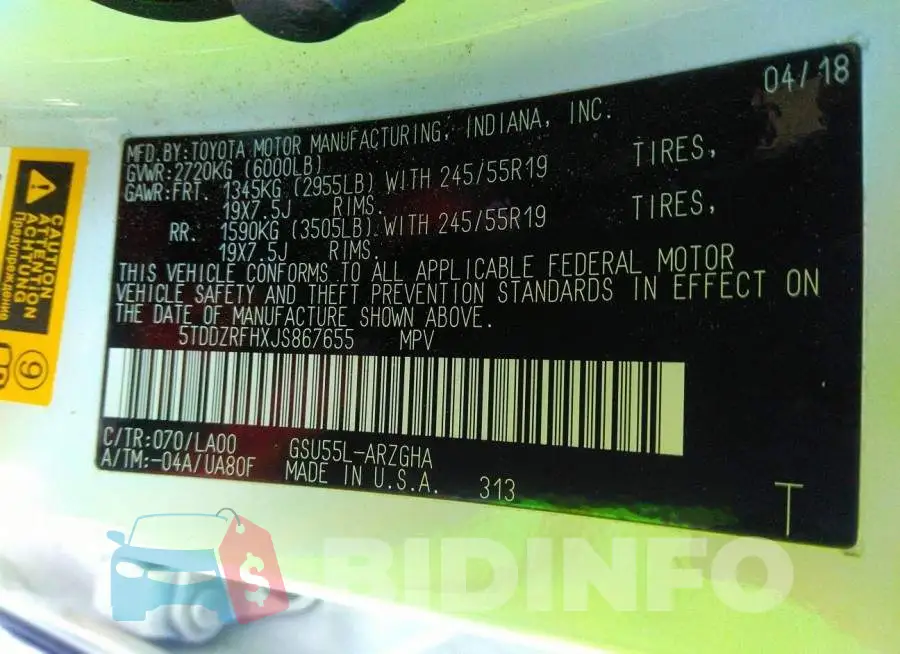 04/18
MFD.BY:TOYOTA MOTOR MANUFACTURING, INDIANA, INC.
GVWR:2720KG (6000LB)
GAWR:FRT. 1345KG (2955LB) WITH 245/55R19 TIRES,
19X7.5J RIMS.
RR. 1590KG (3505LB) WITH 245/55R19 TIRES,
19X7.5J RIMS.
THIS VEHICLE CONFORMS TO ALL APPLICABLE FEDERAL MOTOR
VEHICLE SAFETY AND THEFT PREVENTION STANDARDS IN EFFECT ON
THE DATE OF MANUFACTURE SHOWN ABOVE.
5TDDZRFHXJS867655 MPV
C/TR:070/LA00 GSU55L-ARZGHA
A/TM:-04A/UA80F MADE IN U.S.A. 313
T
CAUTION
ATTENTION
ACHTUNG
Предупреждение
9
$
BIDINFO